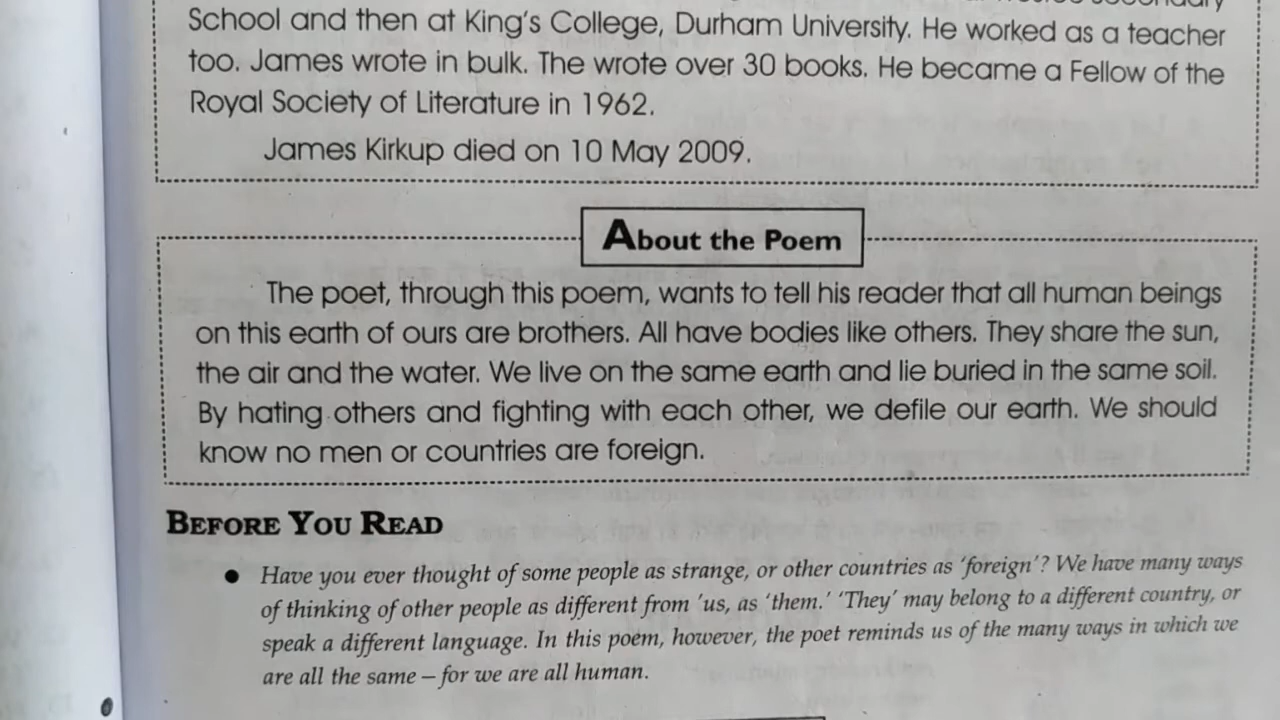 School and then at King's College, Durham University. He worked as a teacher
too. James wrote in bulk. The wrote over 30 books. He became a Fellow of the
Royal Society of Literature in 1962.
James Kirkup died on 10 May 2009.
About the Poem
The poet, through this poem, wants to tell his reader that all human beings
on this earth of ours are brothers. All have bodies like others. They share the sun,
the air and the water. We live on the same earth and lie buried in the same soil.
By hating others and fighting with each other, we defile our earth. We should
know no men or countries are foreign.
BEFORE YOU READ
● Have you ever thought of some people as strange, or other countries as 'foreign'? We have many ways
of thinking of other people as different from 'us, as 'them.' 'They' may belong to a different country, or
speak a different language. In this poem, however, the poet reminds us of the many ways in which we
are all the same – for we are all human.